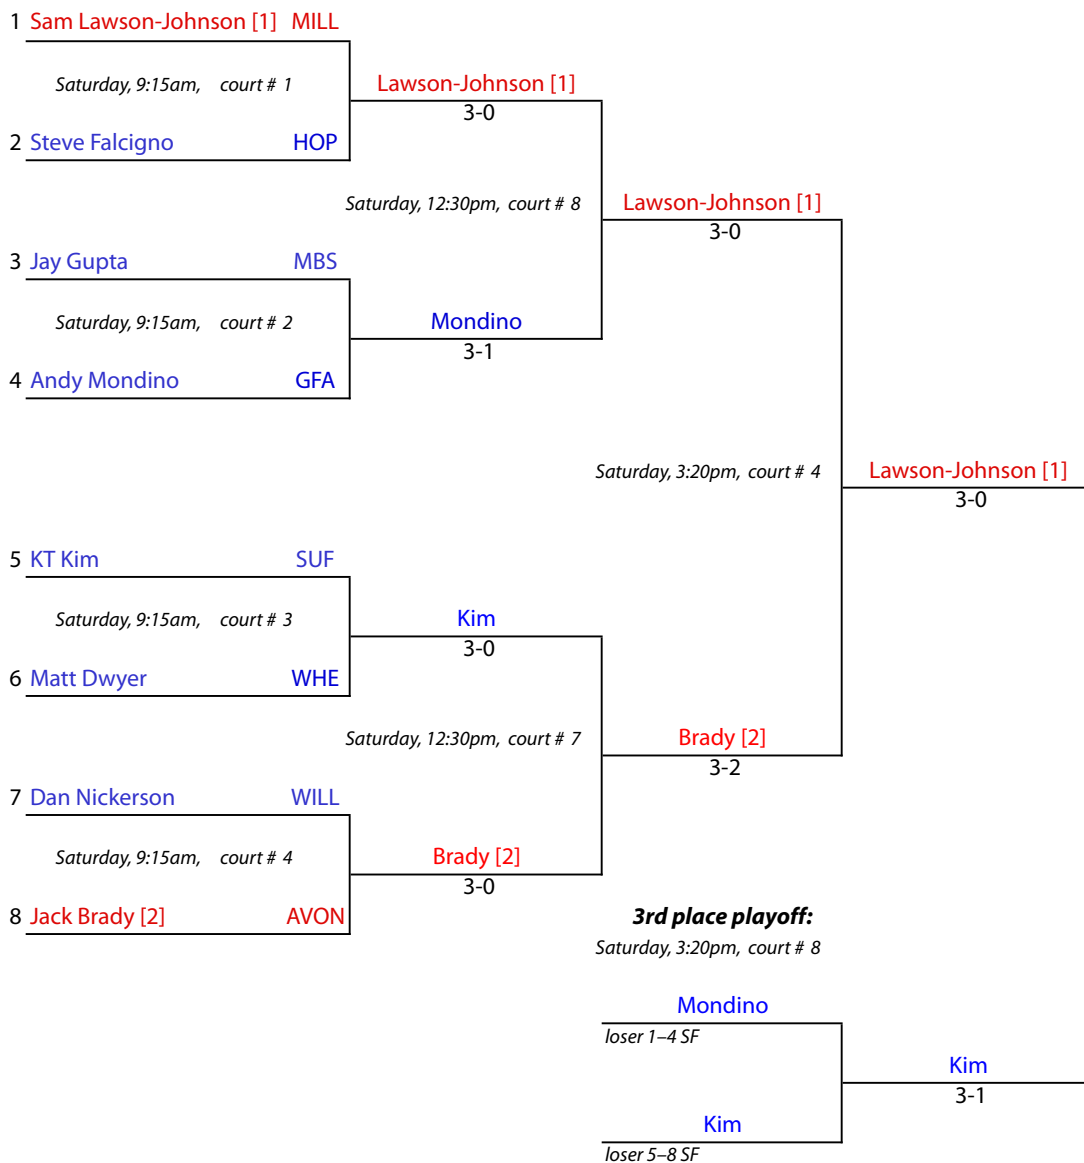 1 Sam Lawson-Johnson [1] MILL
Saturday, 9:15am, court # 1
Lawson-Johnson [1]
3-0
2 Steve Falcigno HOP
Saturday, 12:30pm, court # 8
Lawson-Johnson [1]
3-0
3 Jay Gupta MBS
Saturday, 9:15am, court # 2
Mondino
3-1
4 Andy Mondino GFA
Saturday, 3:20pm, court # 4
Lawson-Johnson [1]
3-0
5 KT Kim SUF
Saturday, 9:15am, court # 3
Kim
3-0
6 Matt Dwyer WHE
Saturday, 12:30pm, court # 7
Brady [2]
3-2
7 Dan Nickerson WILL
Saturday, 9:15am, court # 4
Brady [2]
3-0
8 Jack Brady [2] AVON
3rd place playoff:
Saturday, 3:20pm, court # 8
Mondino
loser 1–4 SF
Kim
3-1
Kim
loser 5–8 SF